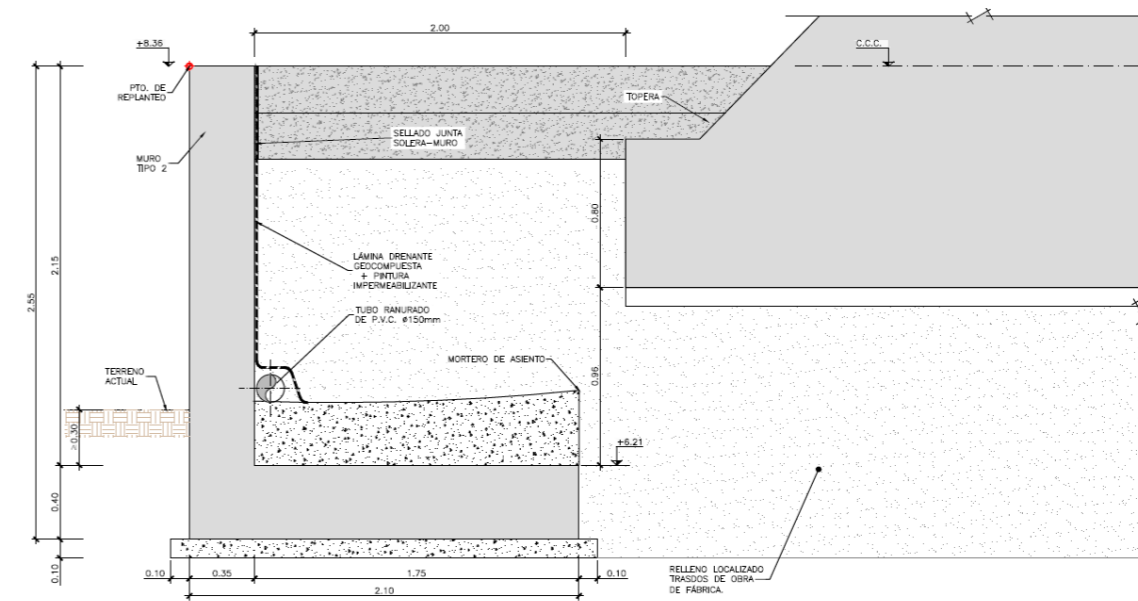 2.00
+8.36
C.C.C.
PTO. DE
REPLANTEO
TOPERA
SELLADO JUNTA
SOLERA-MURO
MURO
TIPO 2
0.80
2.15
2.55
LÁMINA DRENANTE
GEOCOMPUESTA
+ PINTURA
IMPERMEABILIZANTE
TUBO RANURADO
DE P.V.C. ø150mm
MORTERO DE ASIENTO
TERRENO
ACTUAL
0.96
≥0.30
+6.21
0.40
0.10
0.10
0.35
1.75
0.10
2.10
RELLENO LOCALIZADO
TRASDOS DE OBRA
DE FÁBRICA.